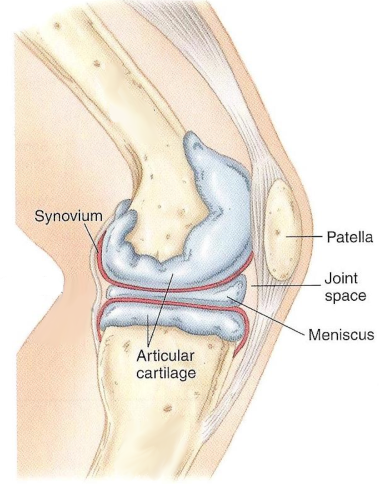 Synovium
Patella
Joint
space
Meniscus
Articular
cartilage